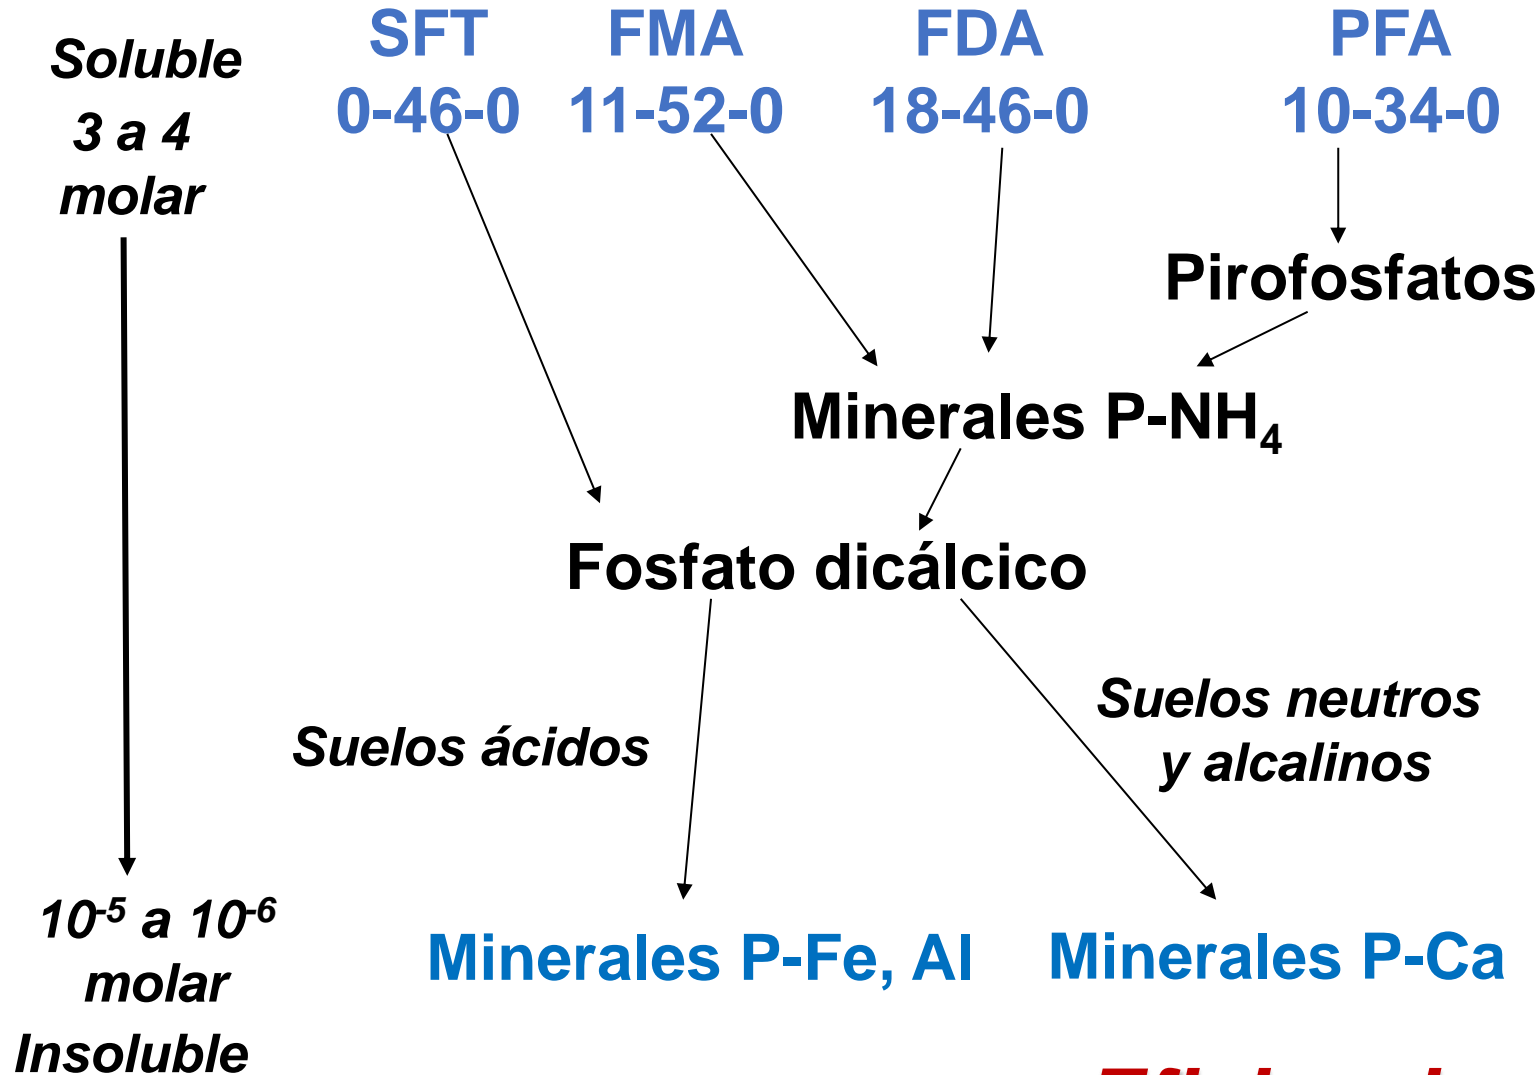 Soluble
3 a 4
molar
SFT
0-46-0
FMA
11-52-0
FDA
18-46-0
PFA
10-34-0
Pirofosfatos
Minerales P-NH₄
Fosfato dicálcico
Suelos ácidos
Suelos neutros
y alcalinos
10⁻⁵ a 10⁻⁶
molar
Insoluble
Minerales P-Fe, Al
Minerales P-Ca